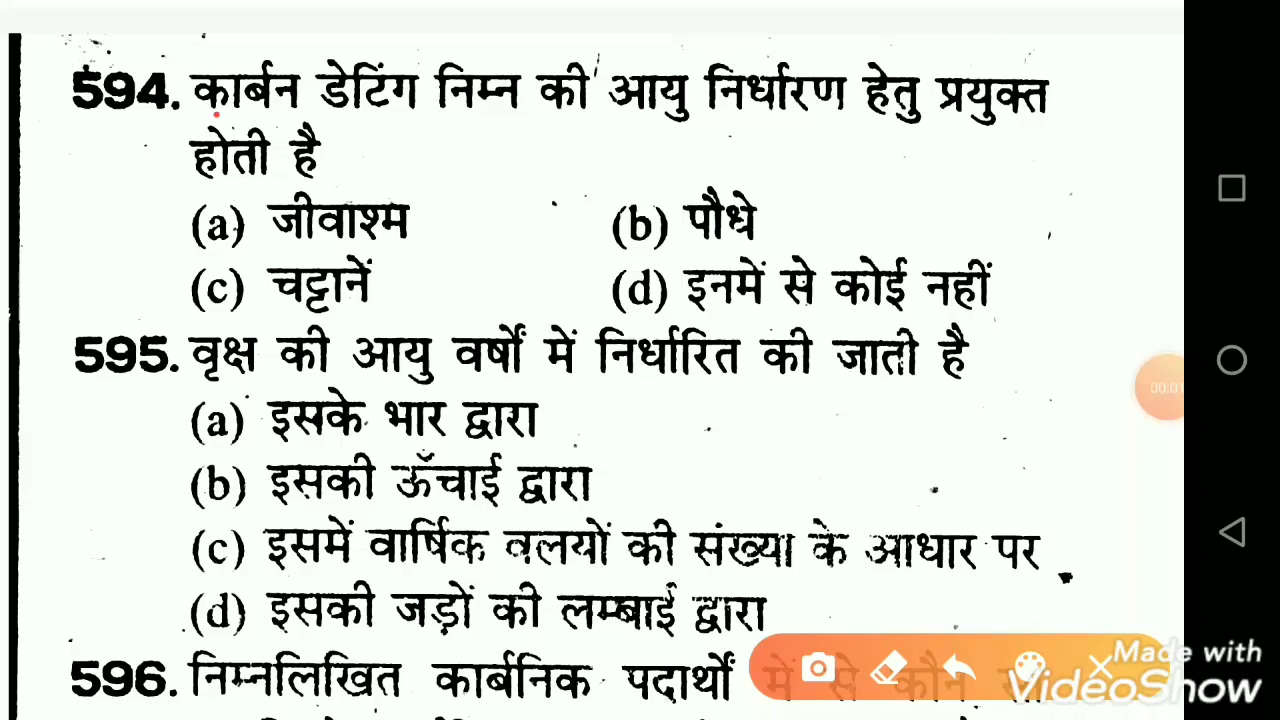 594. कार्बन डेटिंग निम्न की आयु निर्धारण हेतु प्रयुक्त
होती है
(a) जीवाश्म (b) पौधे
(c) चट्टानें (d) इनमें से कोई नहीं
595. वृक्ष की आयु वर्षों में निर्धारित की जाती है
(a) इसके भार द्वारा
(b) इसकी ऊँचाई द्वारा
(c) इसमें वार्षिक वलयों की संख्या के आधार पर
(d) इसकी जड़ों की लम्बाई द्वारा
596. निम्नलिखित कार्बनिक पदार्थों में से कौन
Made with
VideoShow